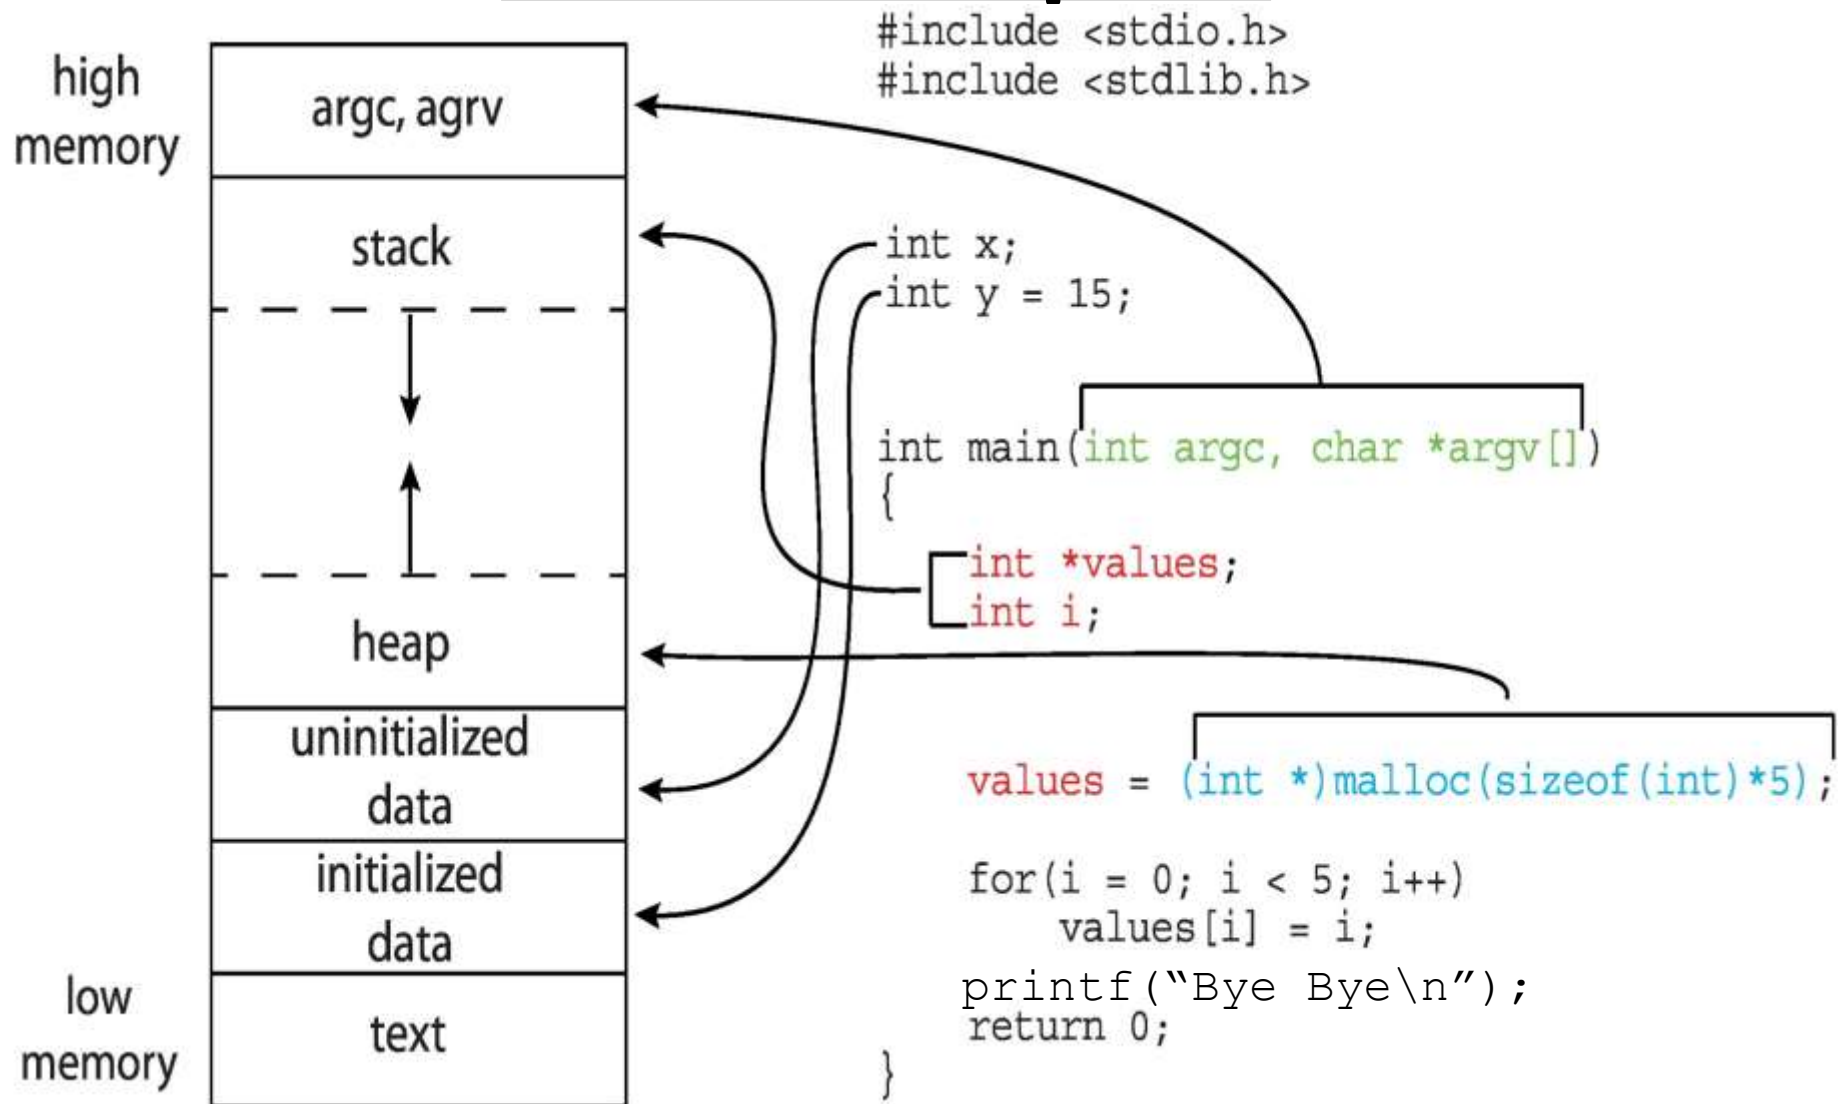 high
memory
argc, agrv
stack
heap
uninitialized
data
initialized
data
low
memory
text
#include <stdio.h>
#include <stdlib.h>
int x;
int y = 15;
int main(int argc, char *argv[])
{
int *values;
int i;
values = (int *)malloc(sizeof(int)*5);
for(i = 0; i < 5; i++)
values[i] = i;
printf(“Bye Bye\n”);
return 0;
}